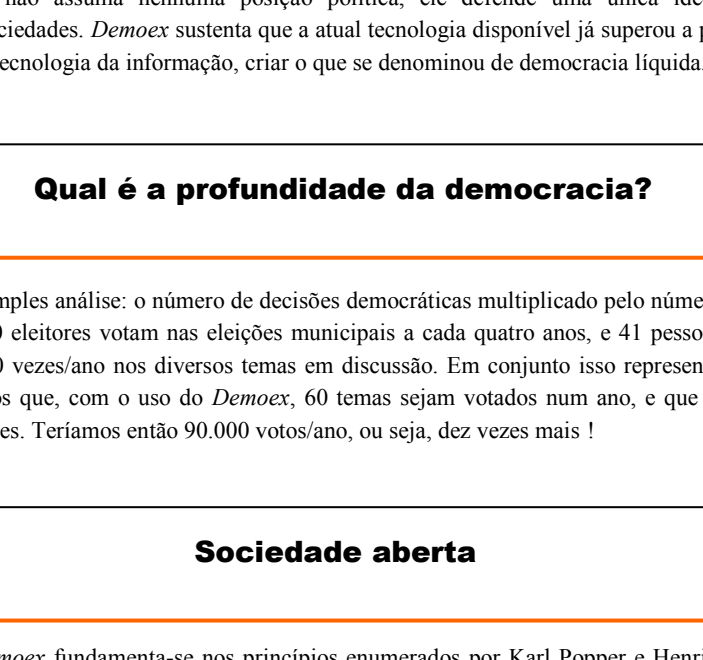 não assuma nenhuma posição política, ele defende uma única
ciedades. Demoex sustenta que a atual tecnologia disponível já superou a
ecnologia da informação, criar o que se denominou de democracia líquida
Qual é a profundidade da democracia?
mples análise: o número de decisões democráticas multiplicado pelo núme
0 eleitores votam nas eleições municipais a cada quatro anos, e 41 pesso
0 vezes/ano nos diversos temas em discussão. Em conjunto isso represen
os que, com o uso do Demoex, 60 temas sejam votados num ano, e que
es. Teríamos então 90.000 votos/ano, ou seja, dez vezes mais !
Sociedade aberta
moex fundamenta-se nos princípios enumerados por Karl Popper e Henri